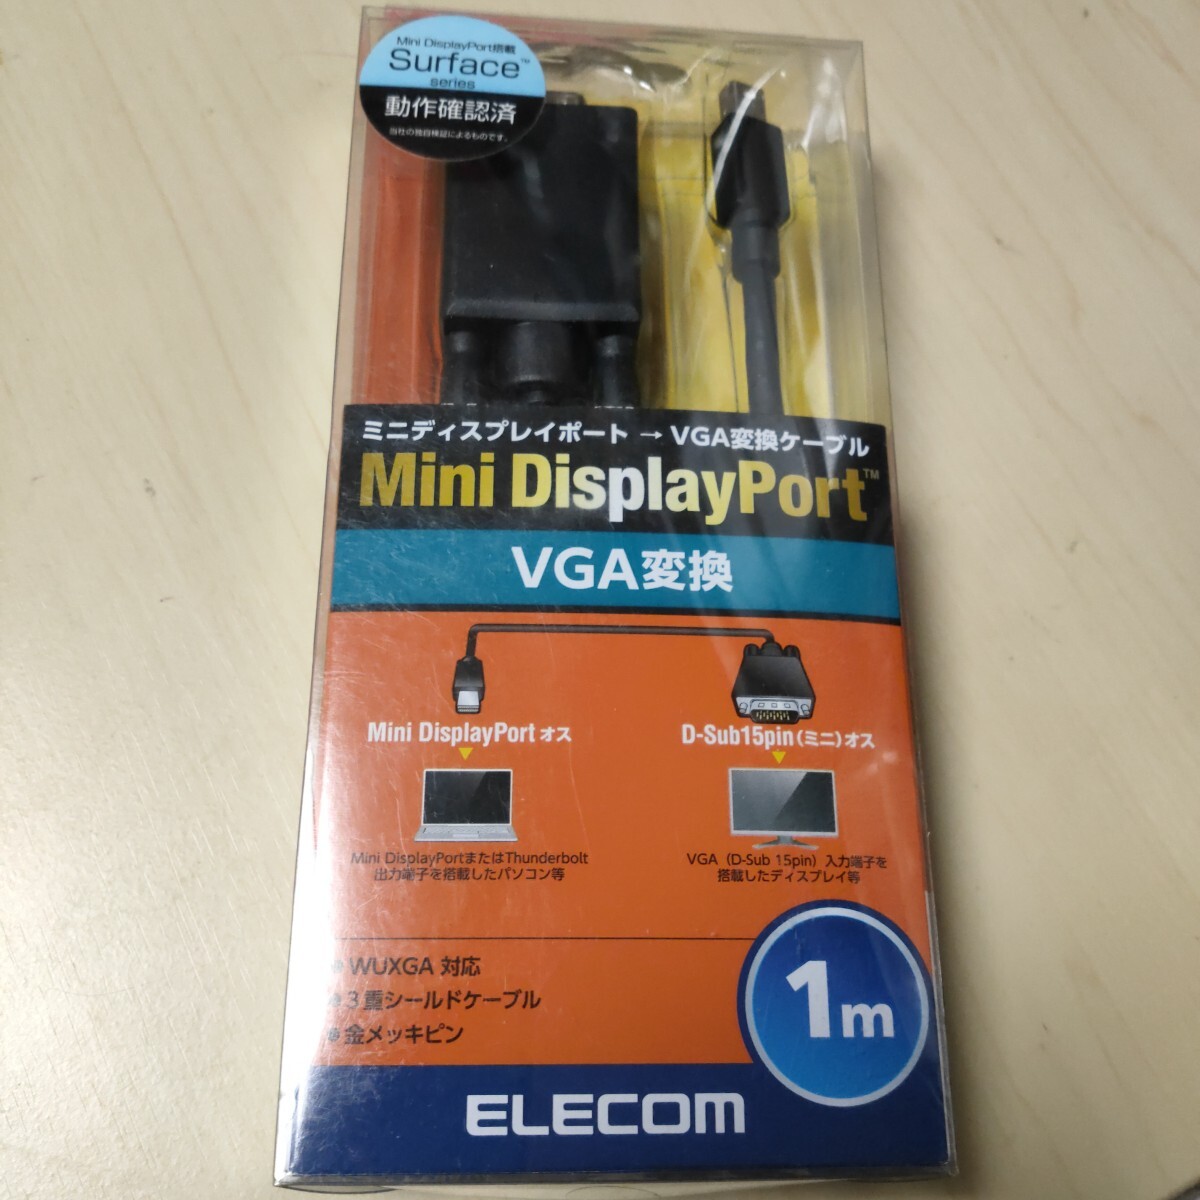 Mini DisplayPort搭載
Surface™
series
動作確認済
当社の独自検証によるものです。
ミニディスプレイポート → VGA変換ケーブル
Mini DisplayPort™
VGA変換
Mini DisplayPort オス
D-Sub15pin(ミニ)オス
Mini DisplayPortまたはThunderbolt
出力端子を搭載したパソコン等
VGA (D-Sub 15pin) 入力端子を
搭載したディスプレイ等
● WUXGA 対応
● 3重シールドケーブル
● 金メッキピン
1m
ELECOM